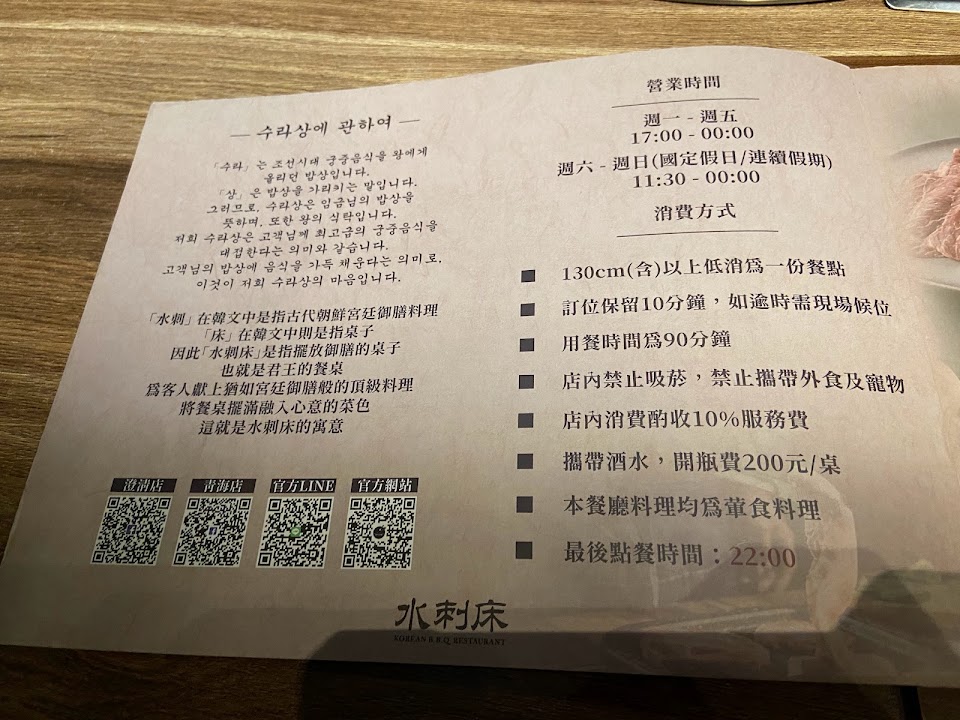 수라상에 관하여
「수라」는 조선시대 궁중음식을 왕에게
올리던 밥상입니다.
「상」은 밥상을 가리키는 말입니다.
그러므로, 수라상은 임금님의 밥상을
뜻하며, 또한 왕의 식탁입니다.
저희 수라상은 고객님께 최고급의 궁중음식을
대접한다는 의미와 같습니다.
고객님의 밥상에 음식을 가득 채운다는 의미로,
이것이 저희 수라상의 마음입니다.
「水刺」在韓文中是指古代朝鮮宮廷御膳料理
「床」在韓文中則是指桌子
因此「水刺床」是指擺放御膳的桌子
也就是君王的餐桌
爲客人獻上猶如宮廷御膳般的頂級料理
將餐桌擺滿融入心意的菜色
這就是水刺床的寓意
澄清店 青海店 官方LINE 官方網站
營業時間
週一 - 週五
17:00 - 00:00
週六 - 週日(國定假日/連續假期)
11:30 - 00:00
消費方式
130cm(含)以上低消爲一份餐點
訂位保留10分鐘，如逾時需現場候位
用餐時間爲90分鐘
店內禁止吸菸，禁止攜帶外食及寵物
店內消費酌收10%服務費
攜帶酒水，開瓶費200元/桌
本餐廳料理均爲葷食料理
最後點餐時間：22:00
水刺床
KOREAN B.B.Q. RESTAURANT